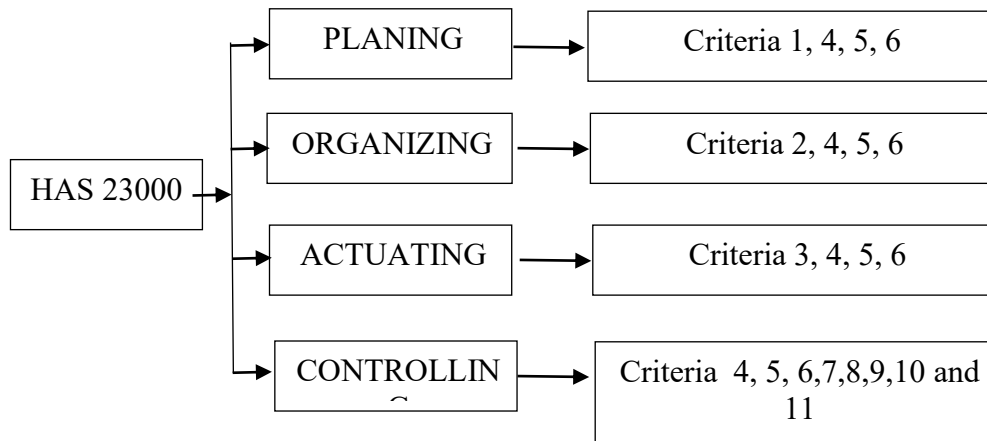 PLANING
Criteria 1, 4, 5, 6
ORGANIZING
Criteria 2, 4, 5, 6
HAS 23000
ACTUATING
Criteria 3, 4, 5, 6
CONTROLLIN
Criteria 4, 5, 6,7,8,9,10 and
11